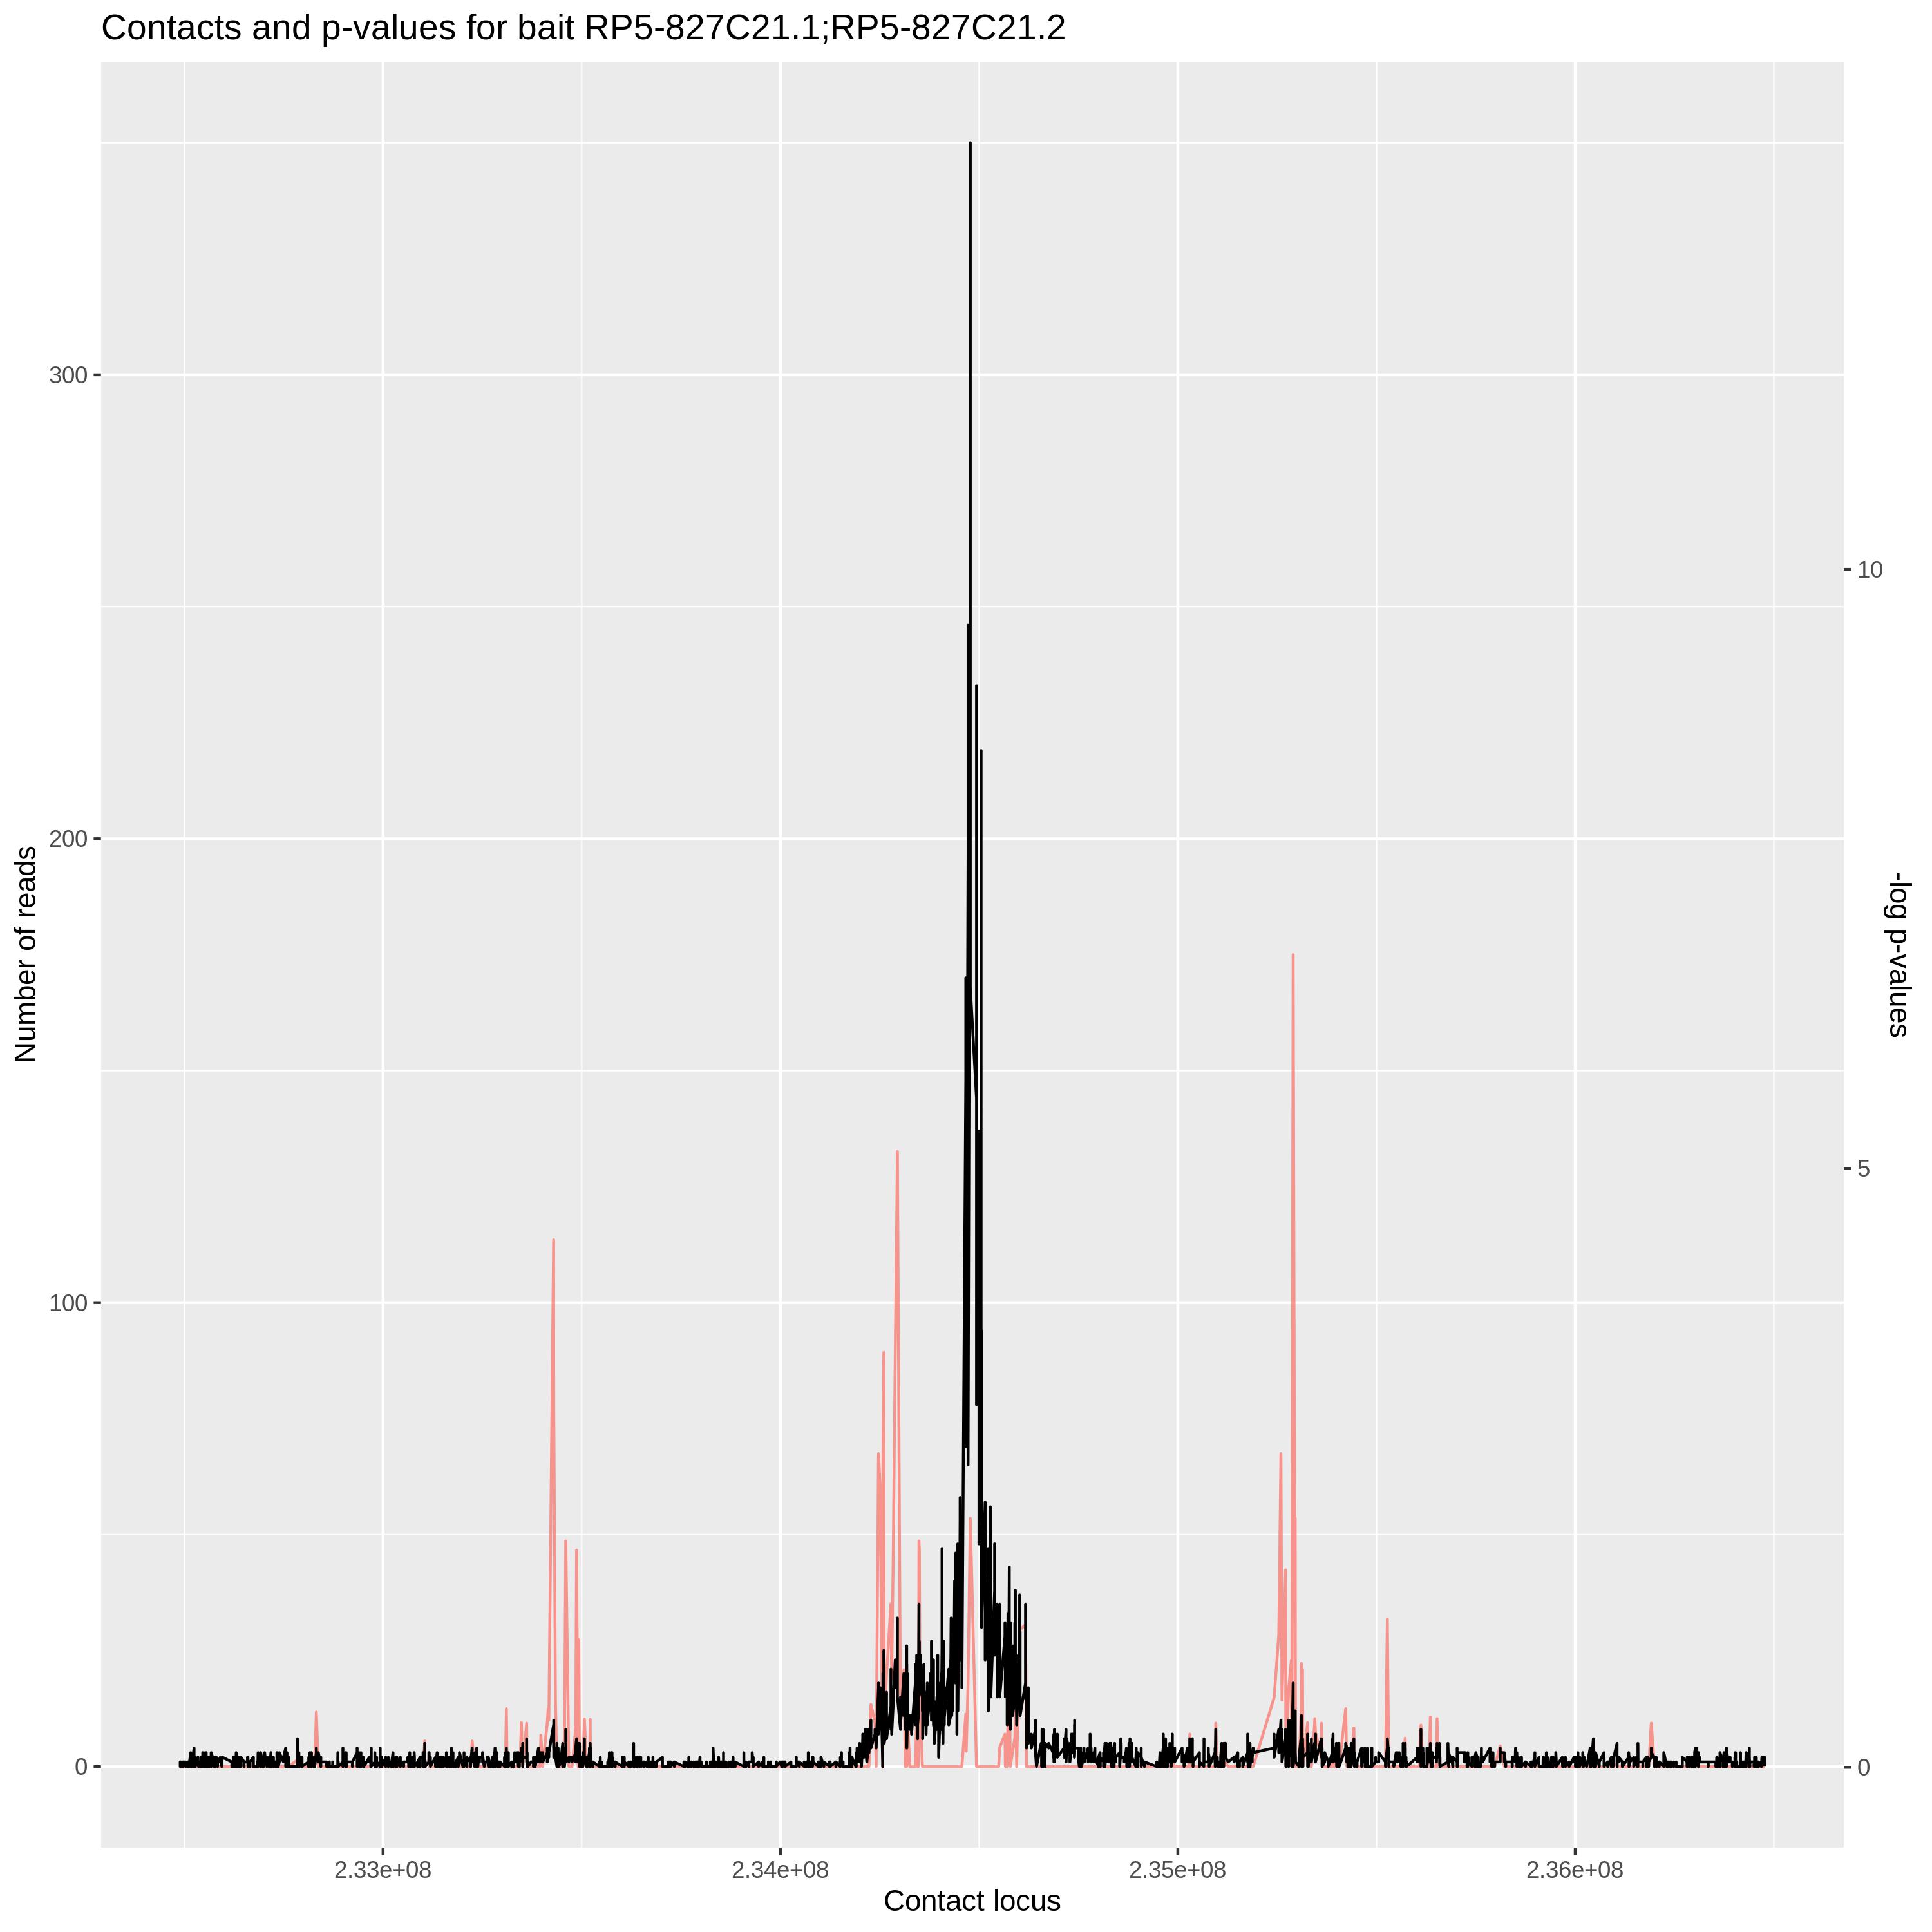 Contacts and p-values for bait RP5-827C21.1;RP5-827C21.2
300
200
100
0
Number of reads
10
5
0
-log p-values
2.33e+08
2.34e+08
2.35e+08
2.36e+08
Contact locus